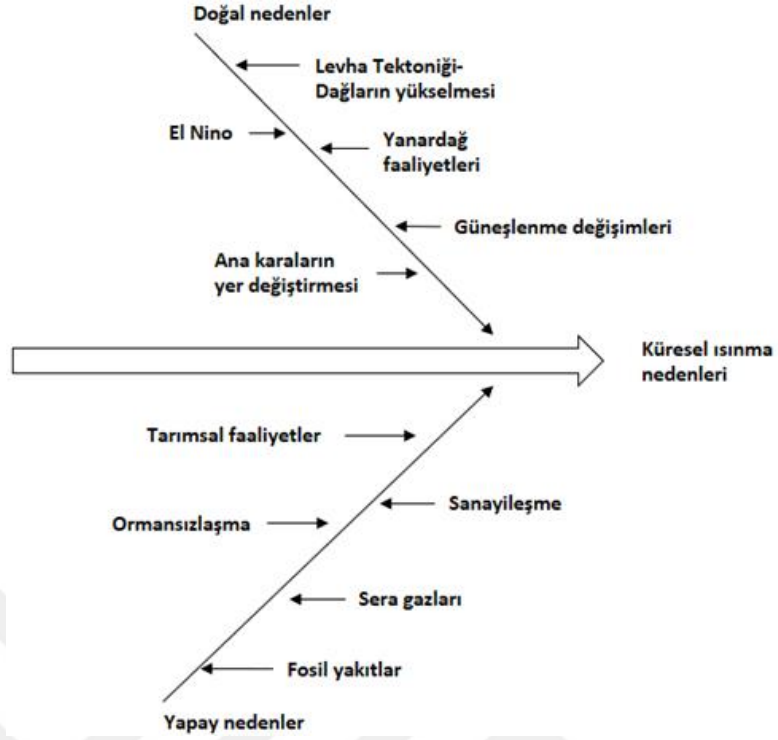 Doğal nedenler
Levha Tektoniği-
Dağların yükselmesi
El Nino
Yanardağ
faaliyetleri
Güneşlenme değişimleri
Ana karaların
yer değiştirmesi
Küresel ısınma
nedenleri
Tarımsal faaliyetler
Sanayileşme
Ormansızlaşma
Sera gazları
Fosil yakıtlar
Yapay nedenler